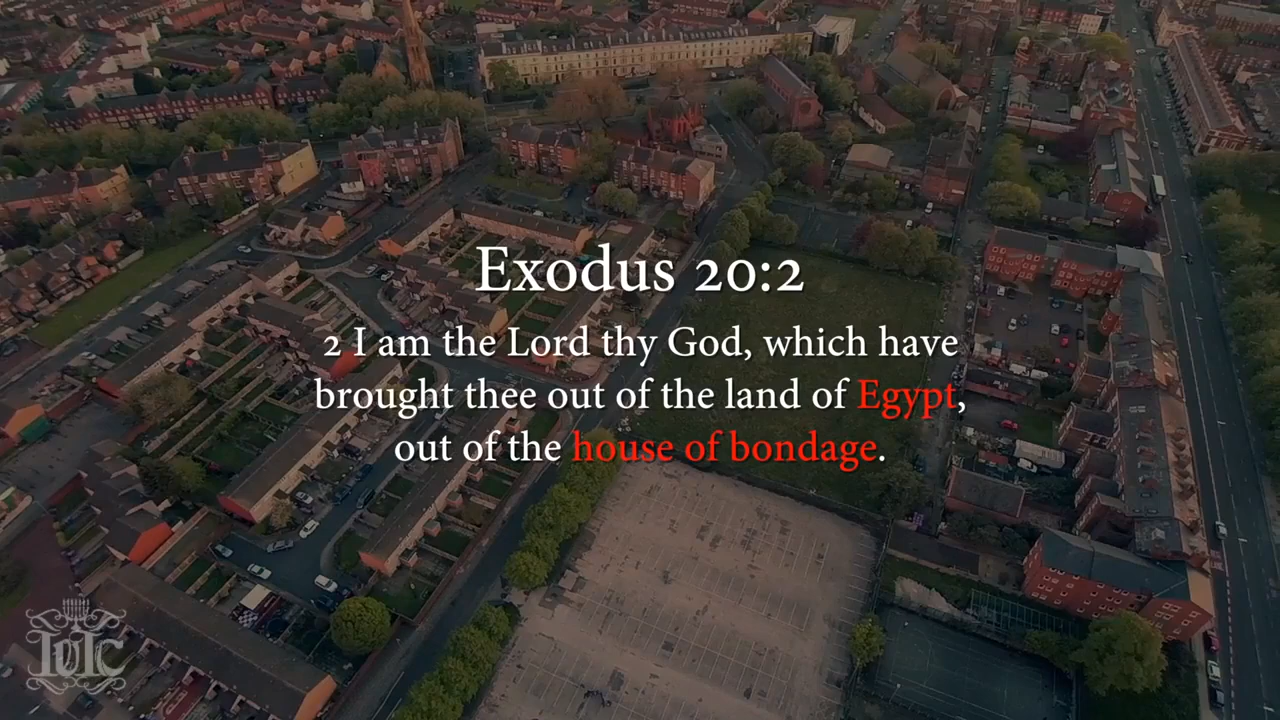 Exodus 20:2
2 I am the Lord thy God, which have
brought thee out of the land of Egypt,
out of the house of bondage.
IUIC